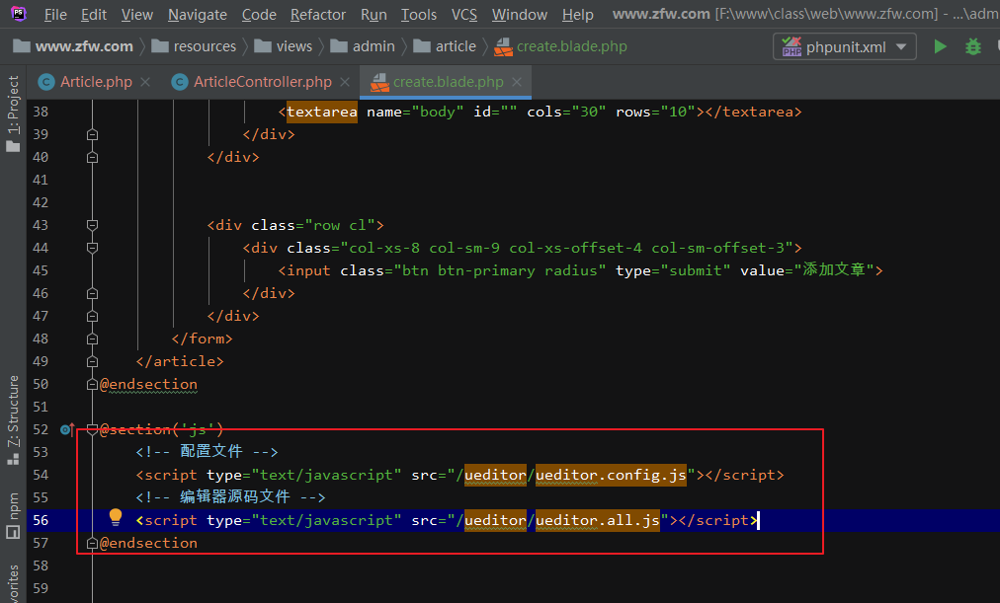 PS File Edit View Navigate Code Refactor Run Tools VCS Window Help www.zfw.com [F:\www\class\web\www.zfw.com] - ...\adm
www.zfw.com resources views admin article create.blade.php PHP phpunit.xml
C Article.php C ArticleController.php create.blade.php
1: Project
Z: Structure
npm
vorites
38 <textarea name="body" id="" cols="30" rows="10"></textarea>
39 </div>
40 </div>
41
42
43 <div class="row cl">
44 <div class="col-xs-8 col-sm-9 col-xs-offset-4 col-sm-offset-3">
45 <input class="btn btn-primary radius" type="submit" value="添加文章">
46 </div>
47 </div>
48 </form>
49 </article>
50 @endsection
51
52 @section('js')
53 <!-- 配置文件 -->
54 <script type="text/javascript" src="/ueditor/ueditor.config.js"></script>
55 <!-- 编辑器源码文件 -->
56 <script type="text/javascript" src="/ueditor/ueditor.all.js"></script>
57 @endsection
58
59